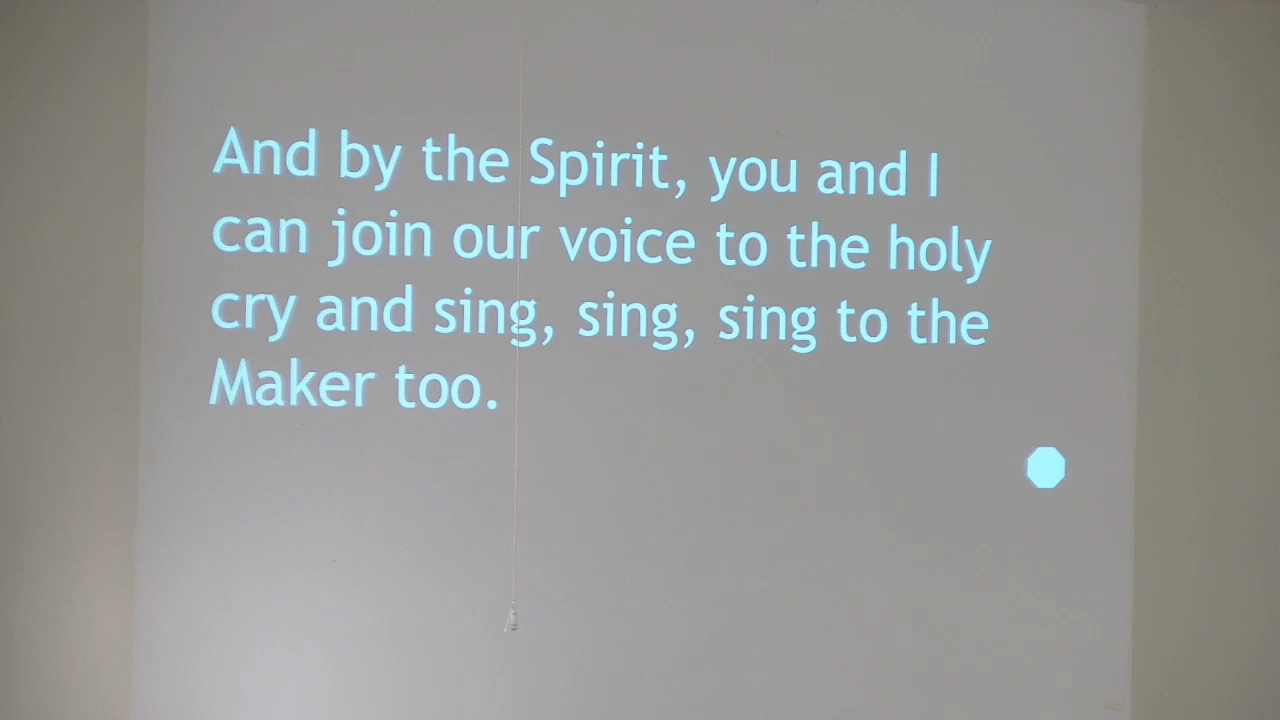 And by the Spirit, you and I
can join our voice to the holy
cry and sing, sing, sing to the
Maker too.